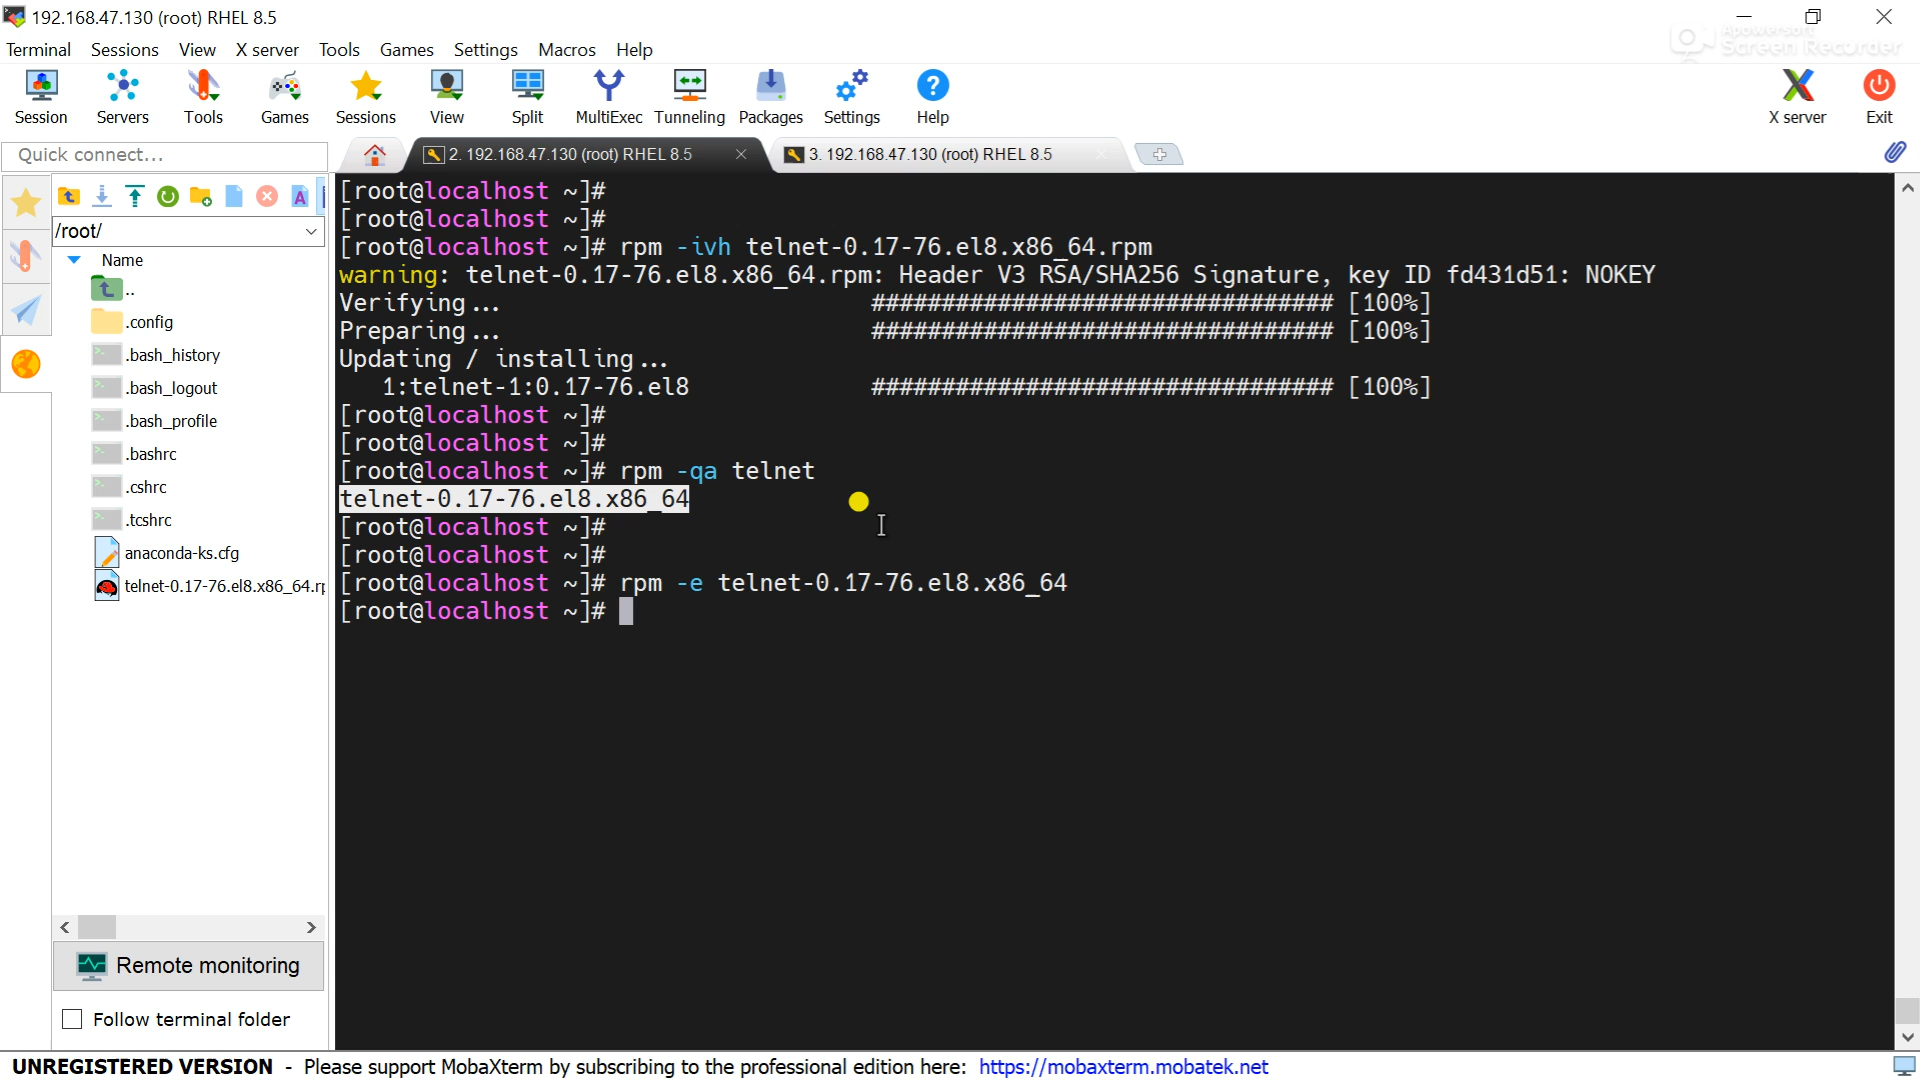 192.168.47.130 (root) RHEL 8.5
Apowersoft
Screen Recorder
Terminal Sessions View X server Tools Games Settings Macros Help
Session Servers Tools Games Sessions View Split MultiExec Tunneling Packages Settings Help X server Exit
Quick connect...
2. 192.168.47.130 (root) RHEL 8.5
3. 192.168.47.130 (root) RHEL 8.5
/root/
Name
..
.config
.bash_history
.bash_logout
.bash_profile
.bashrc
.cshrc
.tcshrc
anaconda-ks.cfg
telnet-0.17-76.el8.x86_64.r
Remote monitoring
Follow terminal folder
[root@localhost ~]#
[root@localhost ~]#
[root@localhost ~]# rpm -ivh telnet-0.17-76.el8.x86_64.rpm
warning: telnet-0.17-76.el8.x86_64.rpm: Header V3 RSA/SHA256 Signature, key ID fd431d51: NOKEY
Verifying... ################################# [100%]
Preparing... ################################# [100%]
Updating / installing...
1:telnet-1:0.17-76.el8 ################################# [100%]
[root@localhost ~]#
[root@localhost ~]#
[root@localhost ~]# rpm -qa telnet
telnet-0.17-76.el8.x86_64
[root@localhost ~]#
[root@localhost ~]#
[root@localhost ~]# rpm -e telnet-0.17-76.el8.x86_64
[root@localhost ~]#
UNREGISTERED VERSION - Please support MobaXterm by subscribing to the professional edition here: https://mobaxterm.mobatek.net